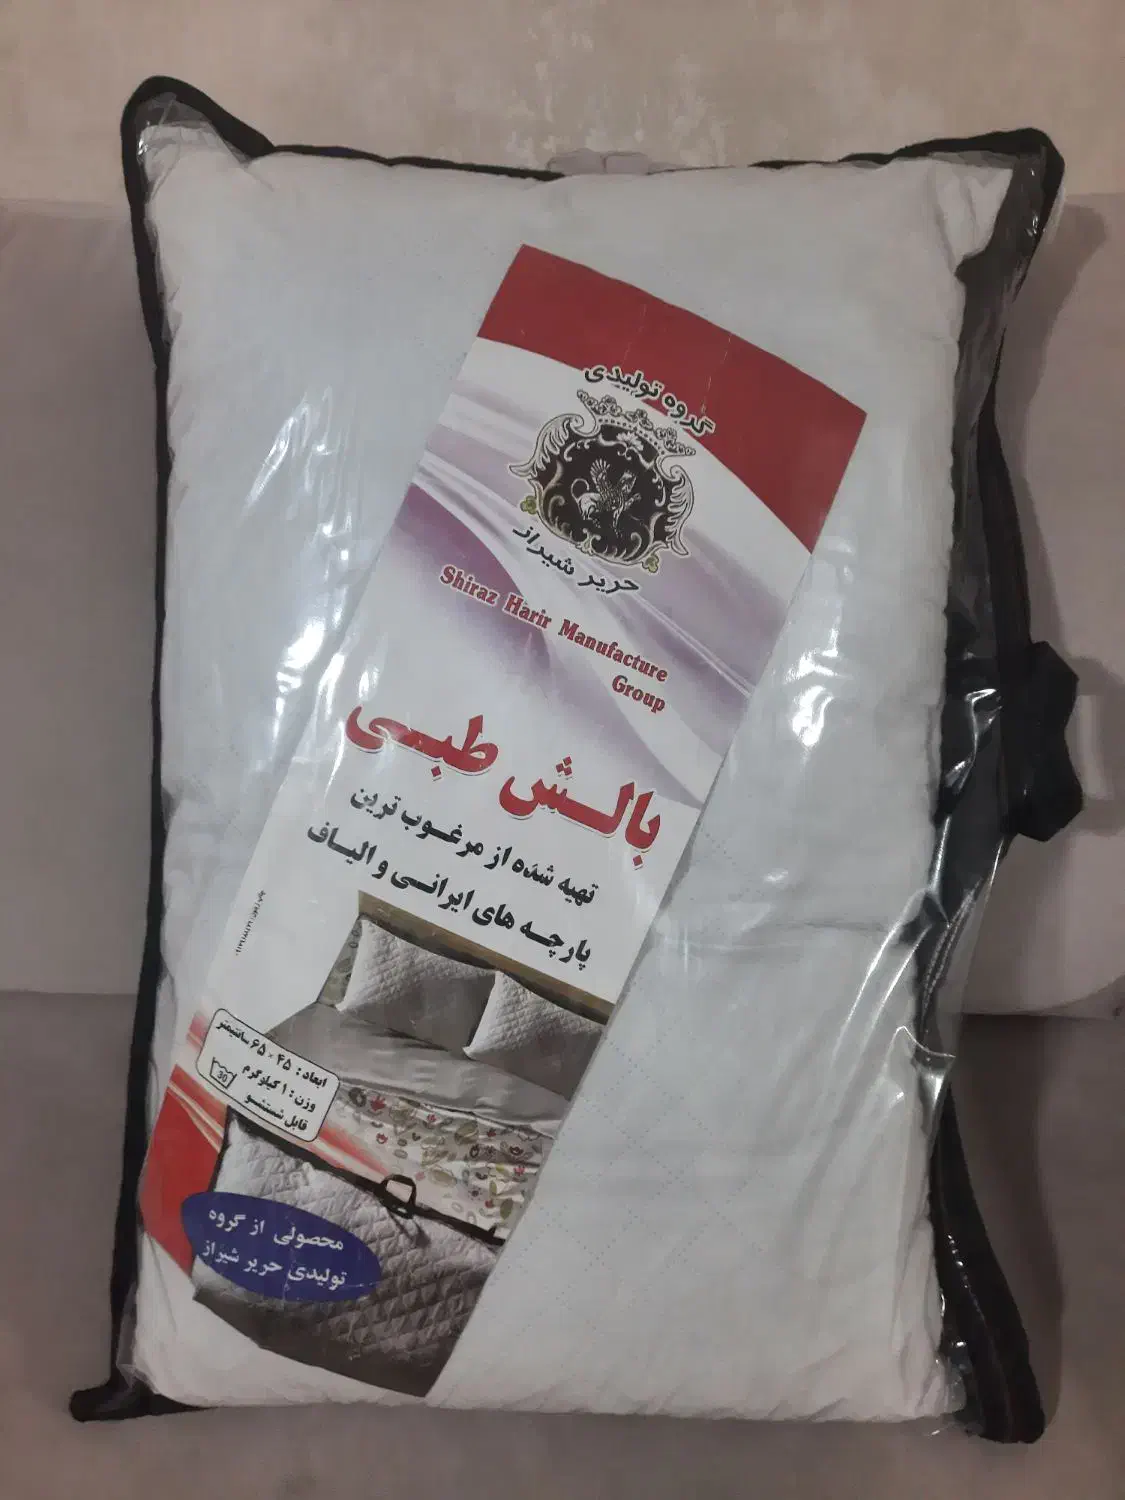 گروه تولیدی
حریر شیراز
Shiraz Harir Manufacture
Group
بالش طبی
تهیه شده از مرغوب ترین
پارچه های ایرانی و الیاف
ابعاد : ۴۵ × ۶۵ سانتیمتر
وزن : ۱ کیلوگرم
قابل شستشو
30
محصولی از گروه
تولیدی حریر شیراز